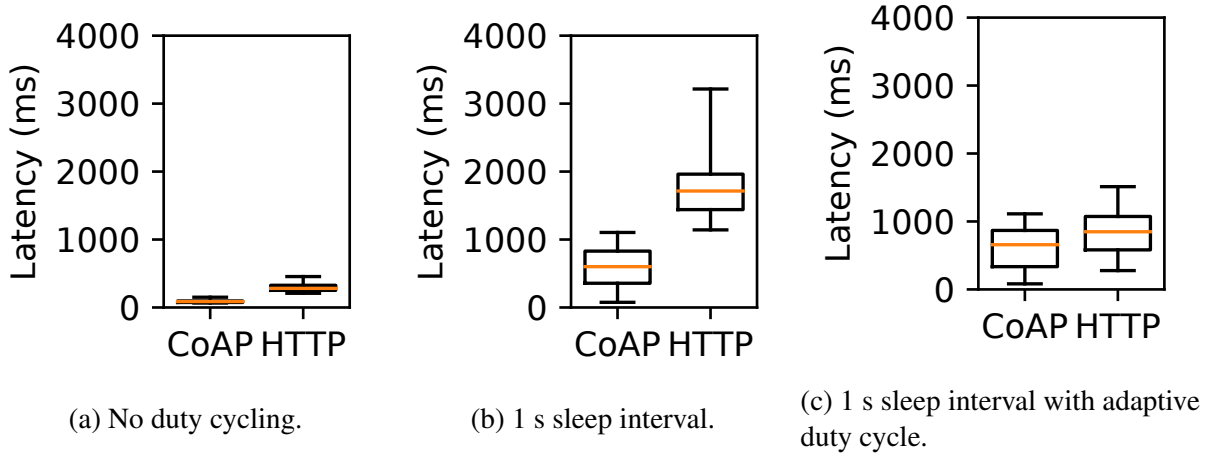 Latency (ms)
4000
3000
2000
1000
0
CoAP HTTP
(a) No duty cycling.
Latency (ms)
4000
3000
2000
1000
0
CoAP HTTP
(b) 1 s sleep interval.
Latency (ms)
4000
3000
2000
1000
0
CoAP HTTP
(c) 1 s sleep interval with adaptive
duty cycle.